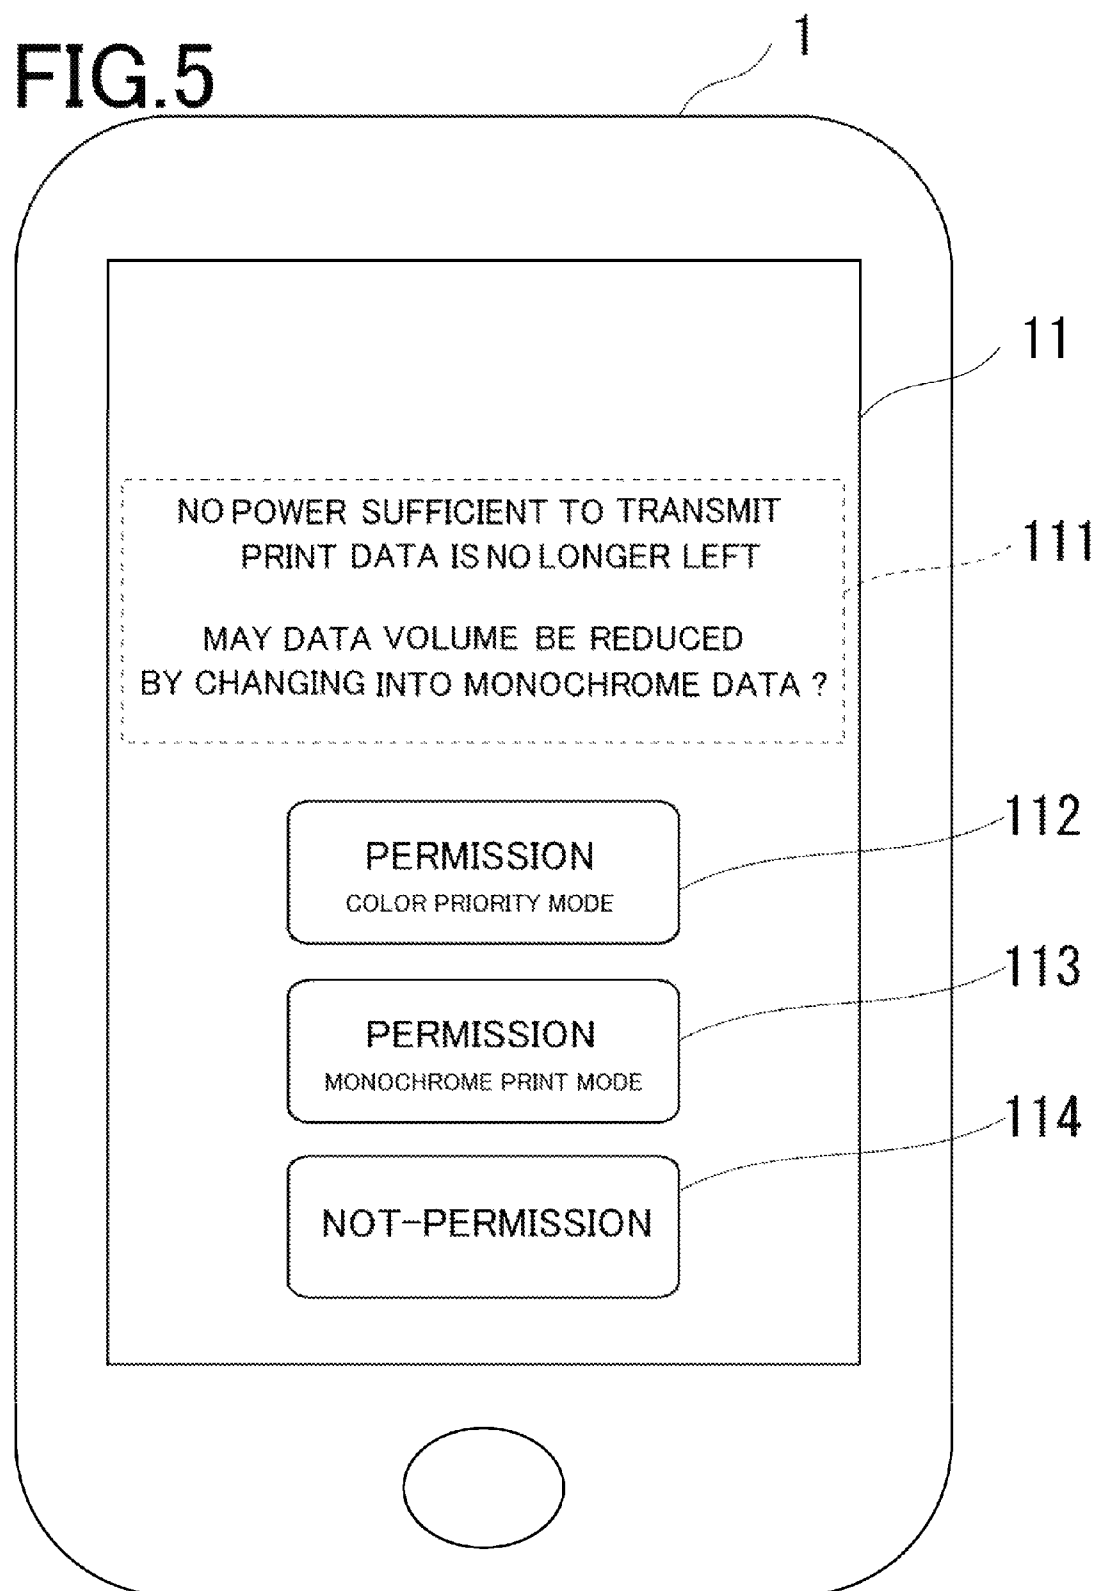 FIG.5
1
11
NO POWER SUFFICIENT TO TRANSMIT
PRINT DATA IS NO LONGER LEFT
111
MAY DATA VOLUME BE REDUCED
BY CHANGING INTO MONOCHROME DATA ?
112
PERMISSION
COLOR PRIORITY MODE
113
PERMISSION
MONOCHROME PRINT MODE
114
NOT-PERMISSION